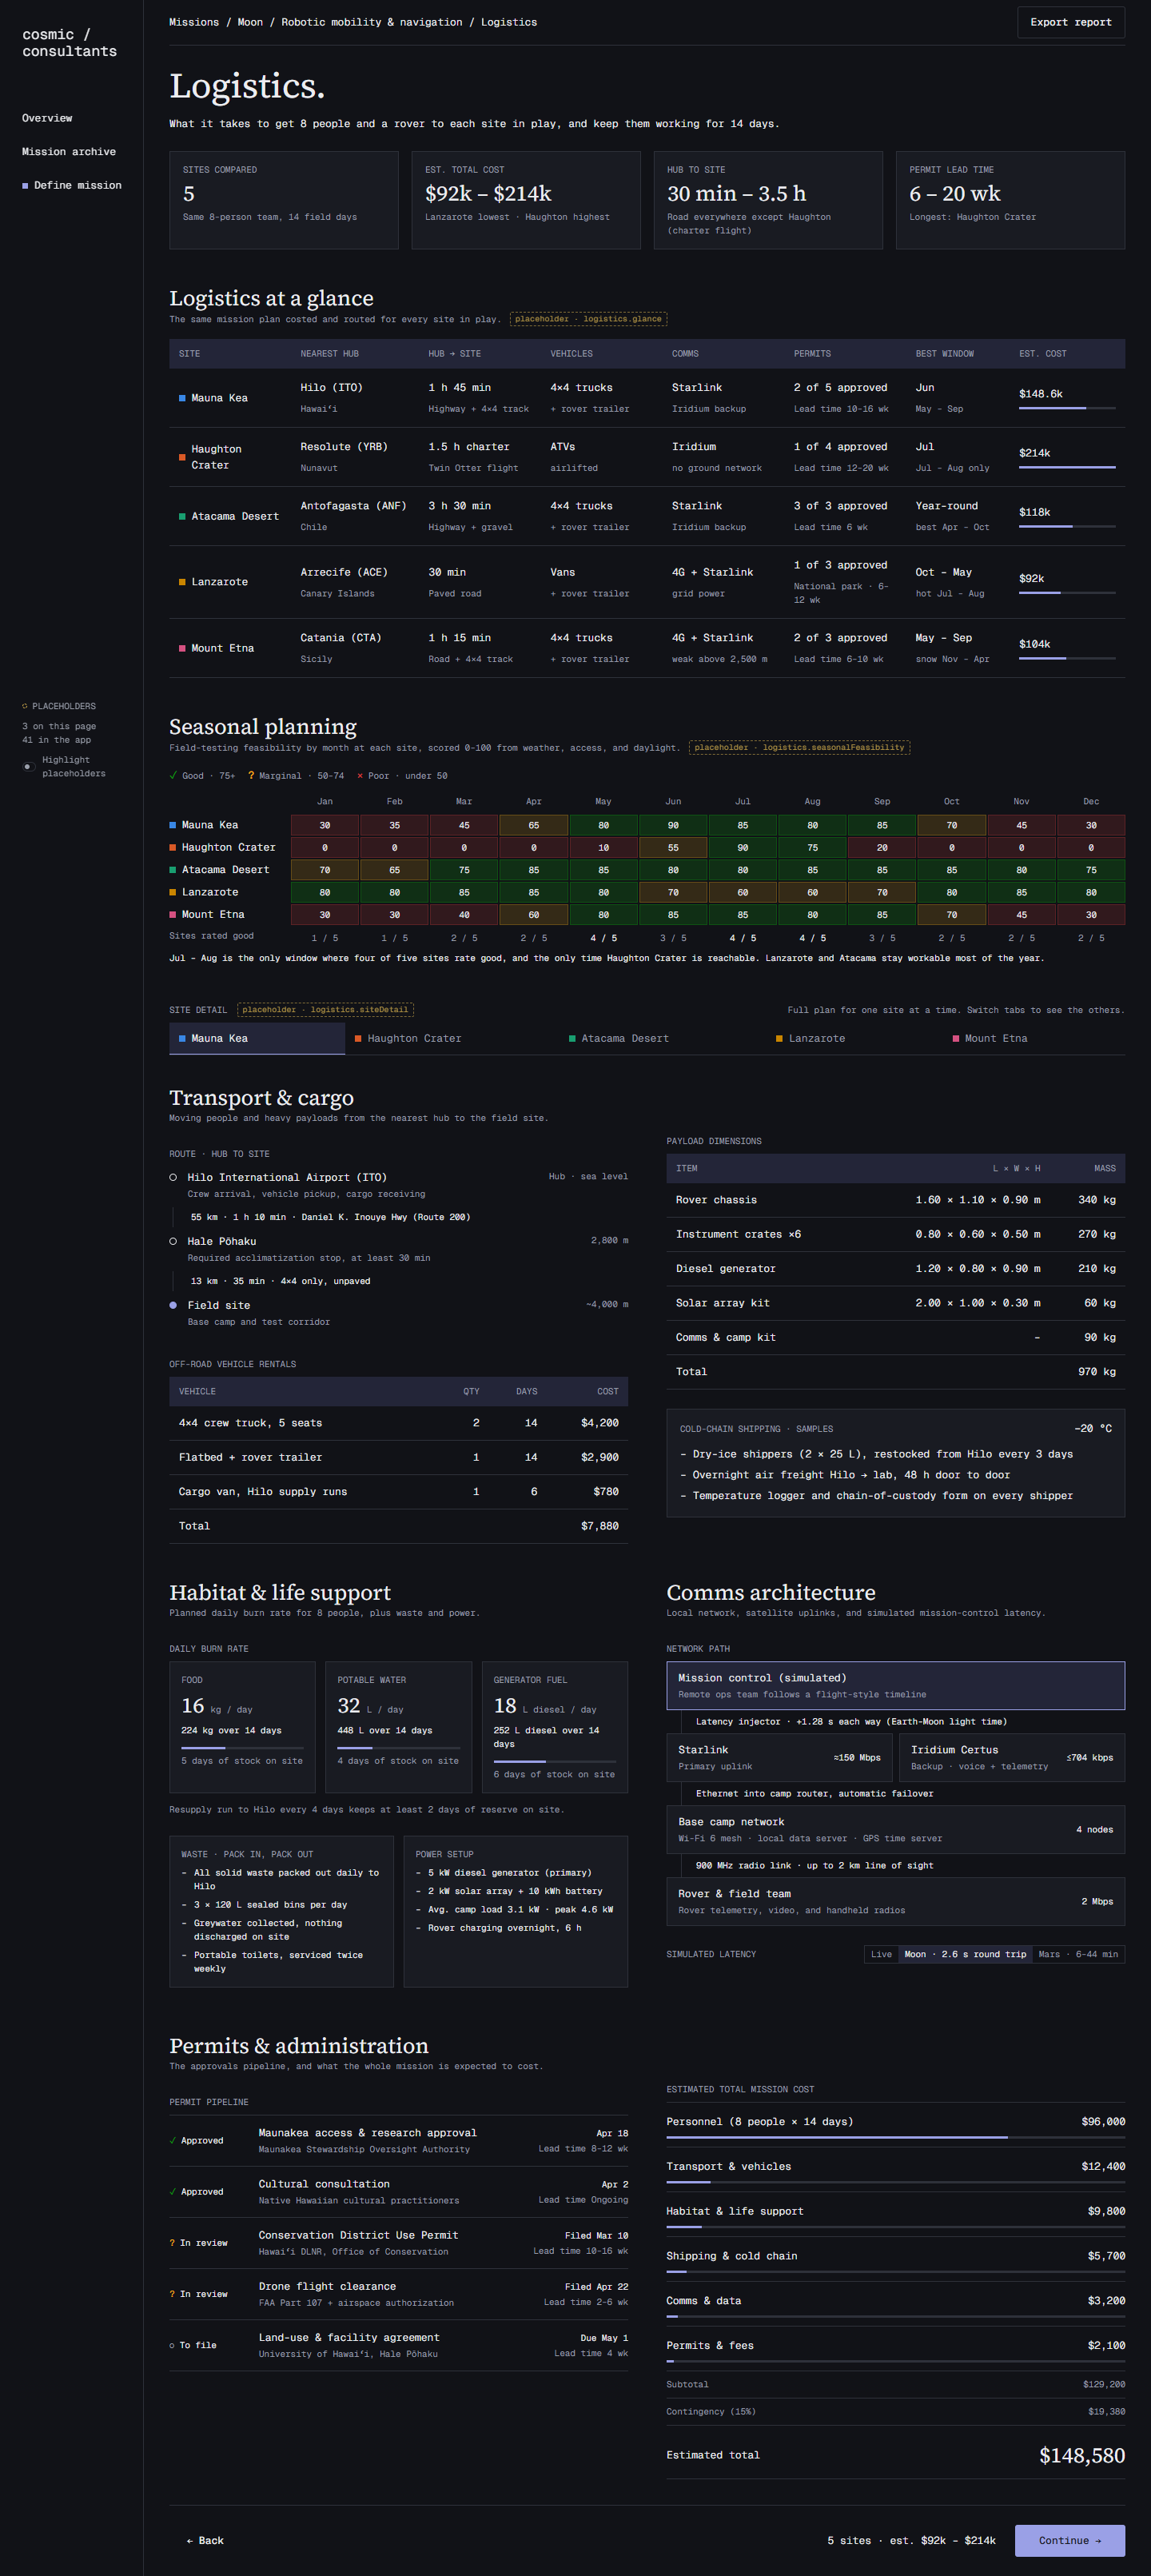 cosmic /
consultants
Overview
Mission archive
Define mission
PLACEHOLDERS
3 on this page
41 in the app
Highlight
placeholders
Missions / Moon / Robotic mobility & navigation / Logistics
Export report
Logistics.
What it takes to get 8 people and a rover to each site in play, and keep them working for 14 days.
SITES COMPARED
5
Same 8-person team, 14 field days
EST. TOTAL COST
$92k – $214k
Lanzarote lowest · Haughton highest
HUB TO SITE
30 min – 3.5 h
Road everywhere except Haughton
(charter flight)
PERMIT LEAD TIME
6 – 20 wk
Longest: Haughton Crater
Logistics at a glance
The same mission plan costed and routed for every site in play. placeholder · logistics.glance
SITE NEAREST HUB HUB → SITE VEHICLES COMMS PERMITS BEST WINDOW EST. COST
Mauna Kea Hilo (ITO) 1 h 45 min 4×4 trucks Starlink 2 of 5 approved Jun $148.6k
Hawaiʻi Highway + 4×4 track + rover trailer Iridium backup Lead time 10–16 wk May – Sep
Haughton
Crater
Resolute (YRB) 1.5 h charter ATVs Iridium 1 of 4 approved Jul $214k
Nunavut Twin Otter flight airlifted no ground network Lead time 12–20 wk Jul – Aug only
Atacama Desert Antofagasta (ANF) 3 h 30 min 4×4 trucks Starlink 3 of 3 approved Year-round $118k
Chile Highway + gravel + rover trailer Iridium backup Lead time 6 wk best Apr – Oct
Lanzarote Arrecife (ACE) 30 min Vans 4G + Starlink 1 of 3 approved Oct – May $92k
Canary Islands Paved road + rover trailer grid power National park · 6–
12 wk hot Jul – Aug
Mount Etna Catania (CTA) 1 h 15 min 4×4 trucks 4G + Starlink 2 of 3 approved May – Sep $104k
Sicily Road + 4×4 track + rover trailer weak above 2,500 m Lead time 6–10 wk snow Nov – Apr
Seasonal planning
Field-testing feasibility by month at each site, scored 0-100 from weather, access, and daylight. placeholder · logistics.seasonalFeasibility
✓ Good · 75+ ? Marginal · 50–74 × Poor · under 50
Jan Feb Mar Apr May Jun Jul Aug Sep Oct Nov Dec
Mauna Kea 30 35 45 65 80 90 85 80 85 70 45 30
Haughton Crater 0 0 0 0 10 55 90 75 20 0 0 0
Atacama Desert 70 65 75 85 85 80 80 85 85 85 80 75
Lanzarote 80 80 85 85 80 70 60 60 70 80 85 80
Mount Etna 30 30 40 60 80 85 85 80 85 70 45 30
Sites rated good 1 / 5 1 / 5 2 / 5 2 / 5 4 / 5 3 / 5 4 / 5 4 / 5 3 / 5 2 / 5 2 / 5 2 / 5
Jul – Aug is the only window where four of five sites rate good, and the only time Haughton Crater is reachable. Lanzarote and Atacama stay workable most of the year.
SITE DETAIL placeholder · logistics.siteDetail
Full plan for one site at a time. Switch tabs to see the others.
Mauna Kea Haughton Crater Atacama Desert Lanzarote Mount Etna
Transport & cargo
Moving people and heavy payloads from the nearest hub to the field site.
ROUTE · HUB TO SITE
Hilo International Airport (ITO) Hub · sea level
Crew arrival, vehicle pickup, cargo receiving
55 km · 1 h 10 min · Daniel K. Inouye Hwy (Route 200)
Hale Pōhaku 2,800 m
Required acclimatization stop, at least 30 min
13 km · 35 min · 4×4 only, unpaved
Field site ~4,000 m
Base camp and test corridor
OFF-ROAD VEHICLE RENTALS
VEHICLE QTY DAYS COST
4×4 crew truck, 5 seats 2 14 $4,200
Flatbed + rover trailer 1 14 $2,900
Cargo van, Hilo supply runs 1 6 $780
Total $7,880
PAYLOAD DIMENSIONS
ITEM L × W × H MASS
Rover chassis 1.60 × 1.10 × 0.90 m 340 kg
Instrument crates ×6 0.80 × 0.60 × 0.50 m 270 kg
Diesel generator 1.20 × 0.80 × 0.90 m 210 kg
Solar array kit 2.00 × 1.00 × 0.30 m 60 kg
Comms & camp kit – 90 kg
Total 970 kg
COLD-CHAIN SHIPPING · SAMPLES −20 °C
– Dry-ice shippers (2 × 25 L), restocked from Hilo every 3 days
– Overnight air freight Hilo → lab, 48 h door to door
– Temperature logger and chain-of-custody form on every shipper
Habitat & life support
Planned daily burn rate for 8 people, plus waste and power.
DAILY BURN RATE
FOOD
16 kg / day
224 kg over 14 days
5 days of stock on site
POTABLE WATER
32 L / day
448 L over 14 days
4 days of stock on site
GENERATOR FUEL
18 L diesel / day
252 L diesel over 14
days
6 days of stock on site
Resupply run to Hilo every 4 days keeps at least 2 days of reserve on site.
WASTE · PACK IN, PACK OUT
– All solid waste packed out daily to
Hilo
– 3 × 120 L sealed bins per day
– Greywater collected, nothing
discharged on site
– Portable toilets, serviced twice
weekly
POWER SETUP
– 5 kW diesel generator (primary)
– 2 kW solar array + 10 kWh battery
– Avg. camp load 3.1 kW · peak 4.6 kW
– Rover charging overnight, 6 h
Comms architecture
Local network, satellite uplinks, and simulated mission-control latency.
NETWORK PATH
Mission control (simulated)
Remote ops team follows a flight-style timeline
Latency injector · +1.28 s each way (Earth-Moon light time)
Starlink ≈150 Mbps
Primary uplink
Iridium Certus ≤704 kbps
Backup · voice + telemetry
Ethernet into camp router, automatic failover
Base camp network 4 nodes
Wi-Fi 6 mesh · local data server · GPS time server
900 MHz radio link · up to 2 km line of sight
Rover & field team 2 Mbps
Rover telemetry, video, and handheld radios
SIMULATED LATENCY Live Moon · 2.6 s round trip Mars · 6–44 min
Permits & administration
The approvals pipeline, and what the whole mission is expected to cost.
PERMIT PIPELINE
✓ Approved Maunakea access & research approval Apr 18
Maunakea Stewardship Oversight Authority Lead time 8–12 wk
✓ Approved Cultural consultation Apr 2
Native Hawaiian cultural practitioners Lead time Ongoing
? In review Conservation District Use Permit Filed Mar 10
Hawaiʻi DLNR, Office of Conservation Lead time 10–16 wk
? In review Drone flight clearance Filed Apr 22
FAA Part 107 + airspace authorization Lead time 2–6 wk
○ To file Land-use & facility agreement Due May 1
University of Hawaiʻi, Hale Pōhaku Lead time 4 wk
ESTIMATED TOTAL MISSION COST
Personnel (8 people × 14 days) $96,000
Transport & vehicles $12,400
Habitat & life support $9,800
Shipping & cold chain $5,700
Comms & data $3,200
Permits & fees $2,100
Subtotal $129,200
Contingency (15%) $19,380
Estimated total $148,580
← Back
5 sites · est. $92k – $214k
Continue →